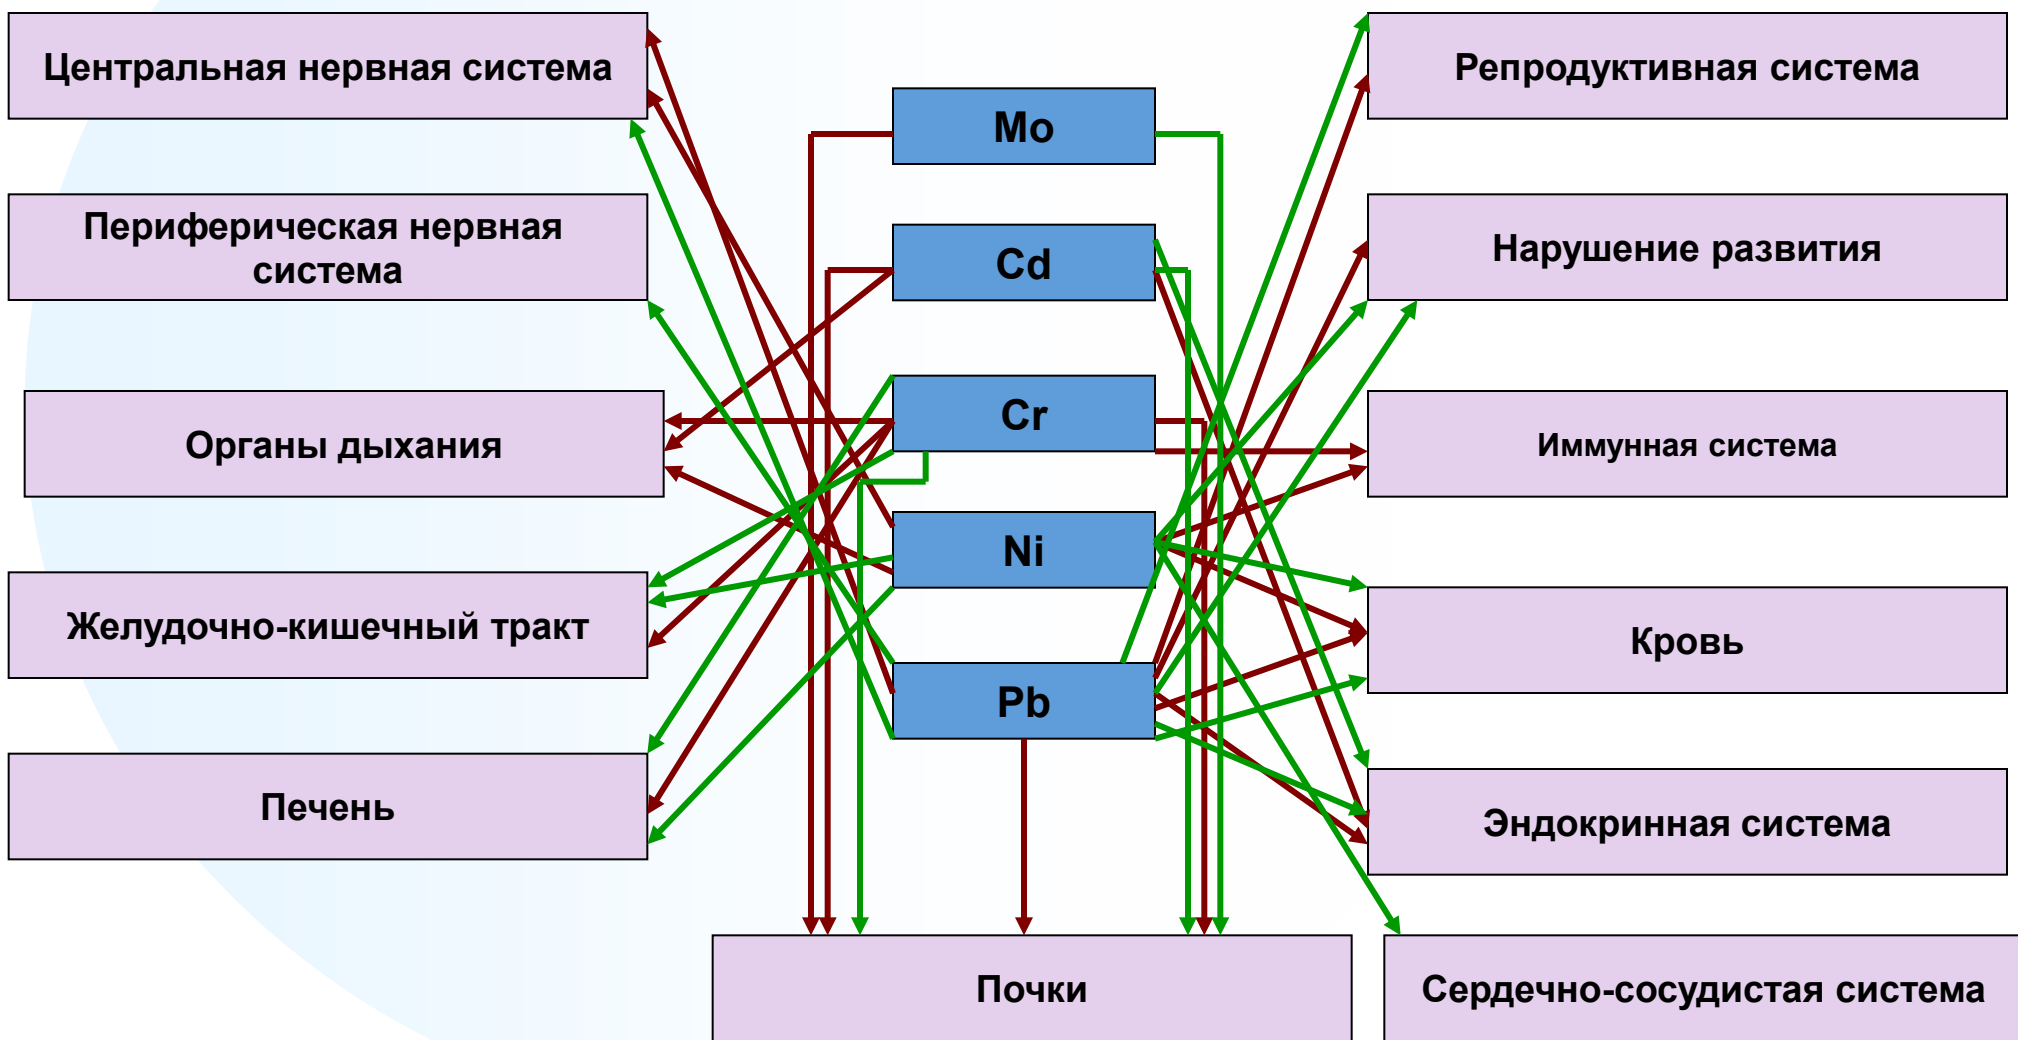 Центральная нервная система
Периферическая нервная
система
Органы дыхания
Желудочно-кишечный тракт
Печень
Mo
Cd
Cr
Ni
Pb
Почки
Репродуктивная система
Нарушение развития
Иммунная система
Кровь
Эндокринная система
Сердечно-сосудистая система